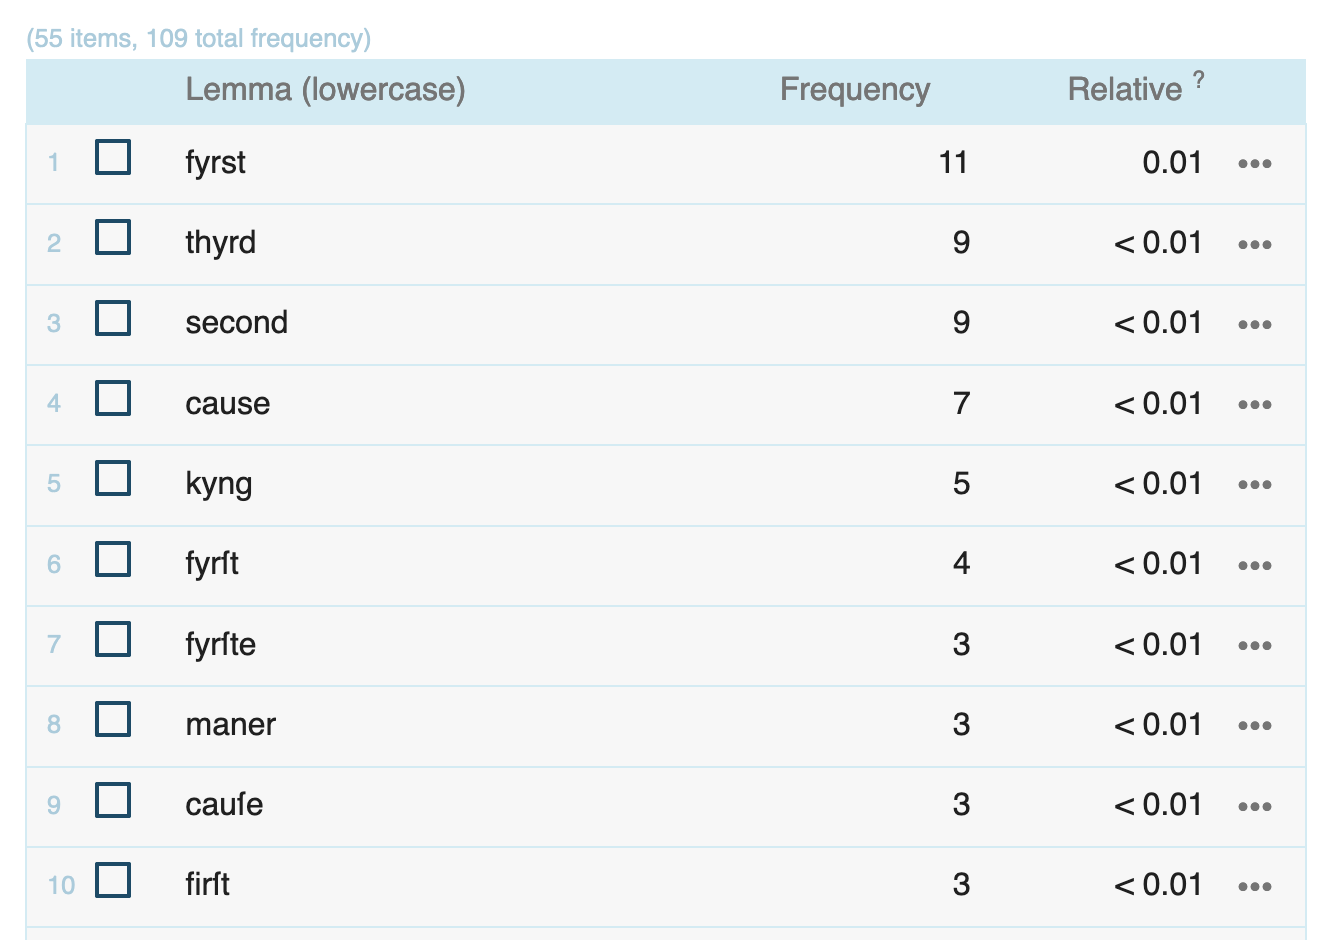 (55 items, 109 total frequency)
Lemma (lowercase) Frequency Relative ?
1 fyrst 11 0.01 •••
2 thyrd 9 < 0.01 •••
3 second 9 < 0.01 •••
4 cause 7 < 0.01 •••
5 kyng 5 < 0.01 •••
6 fyrſt 4 < 0.01 •••
7 fyrſte 3 < 0.01 •••
8 maner 3 < 0.01 •••
9 cauſe 3 < 0.01 •••
10 firſt 3 < 0.01 •••